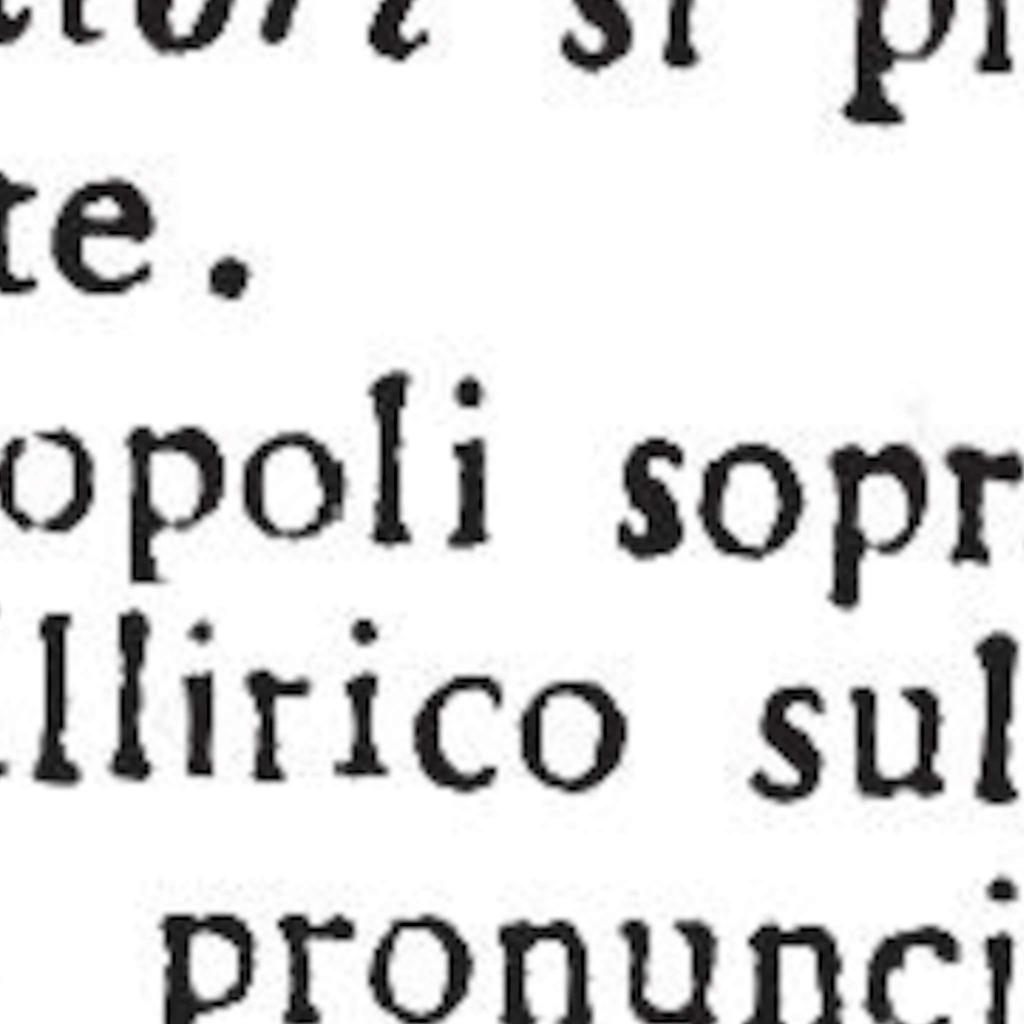 si
te.
opoli sopr
llirico sul
pronunci